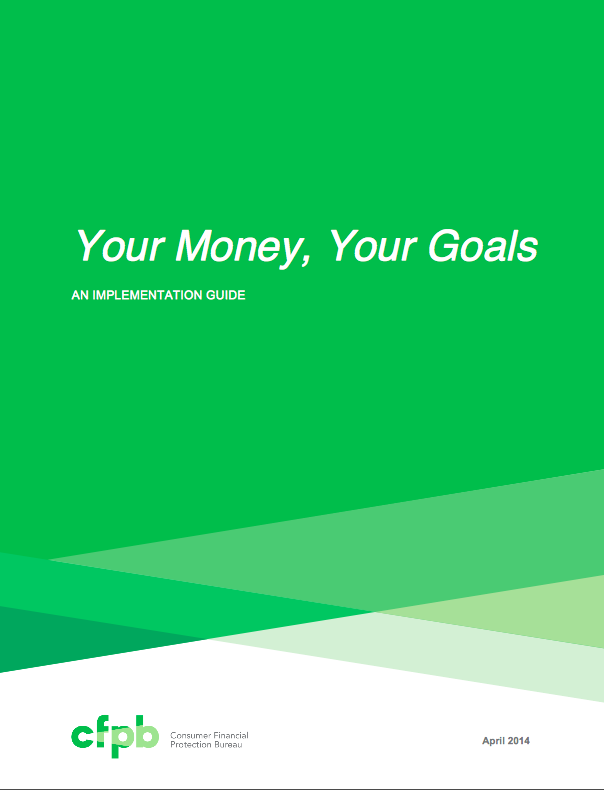 Your Money, Your Goals
AN IMPLEMENTATION GUIDE
cfpb
Consumer Financial
Protection Bureau
April 2014